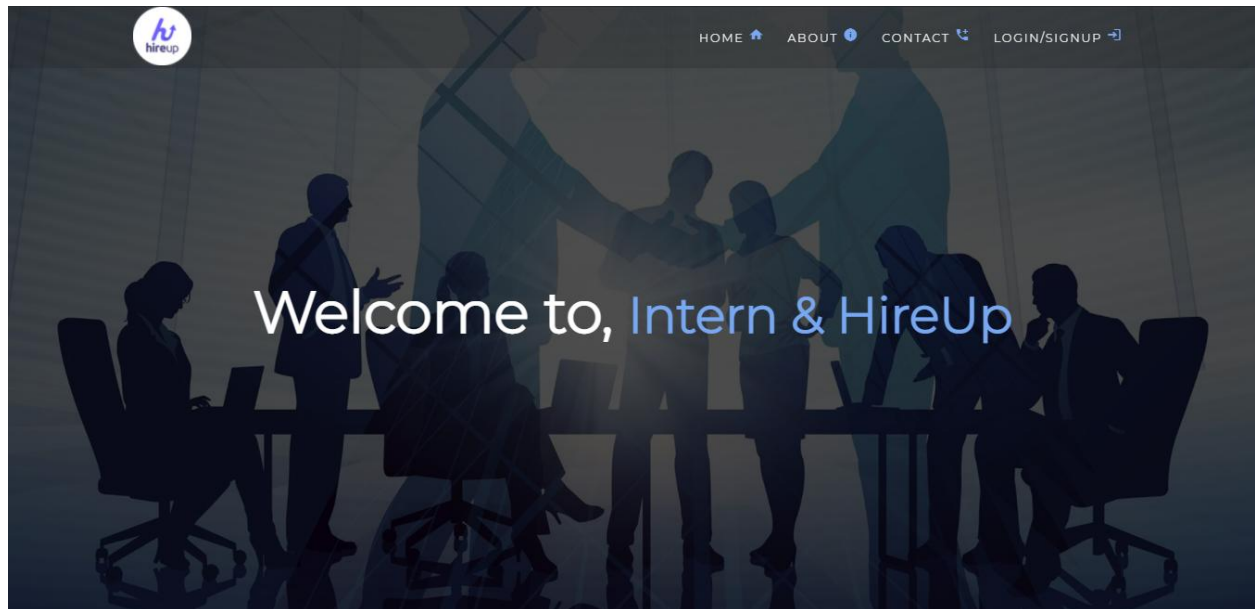 hireup
HOME ABOUT CONTACT LOGIN/SIGNUP
Welcome to, Intern & HireUp